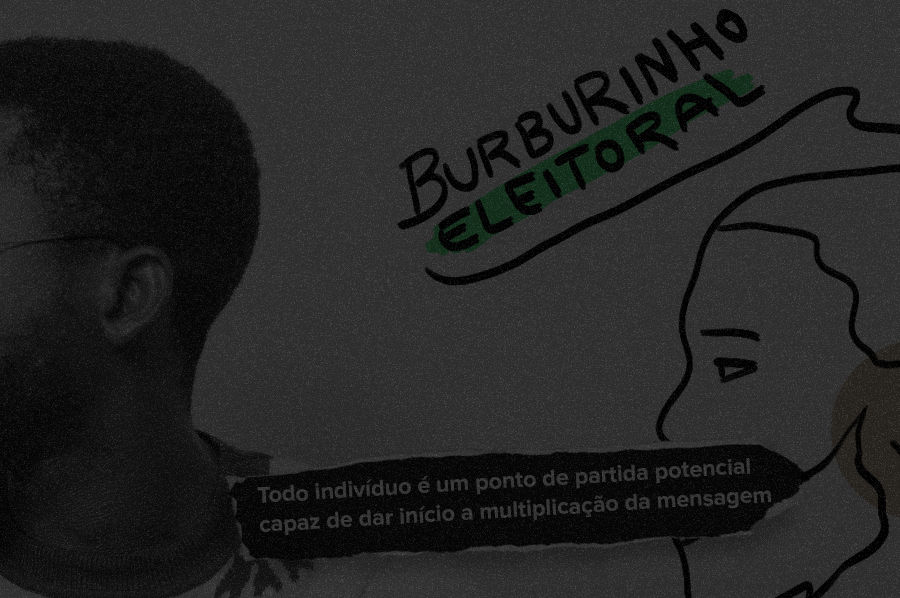 BURBURINHO
ELEITORAL
Todo indivíduo é um ponto de partida potencial
capaz de dar início a multiplicação da mensagem